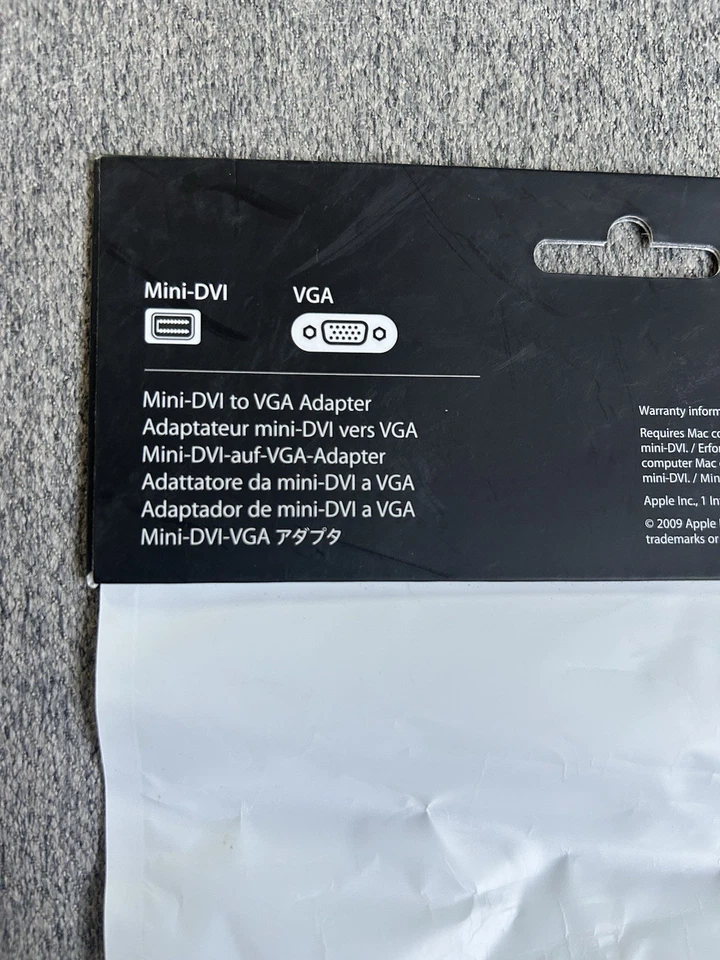 Mini-DVI
VGA
Mini-DVI to VGA Adapter
Adaptateur mini-DVI vers VGA
Mini-DVI-auf-VGA-Adapter
Adattatore da mini-DVI a VGA
Adaptador de mini-DVI a VGA
Mini-DVI-VGA アダプタ
Warranty
Requires Mac
mini-DVI. /
computer Mac
mini-DVI. / Min
Apple Inc., 1
© 2009 Apple
trademarks or